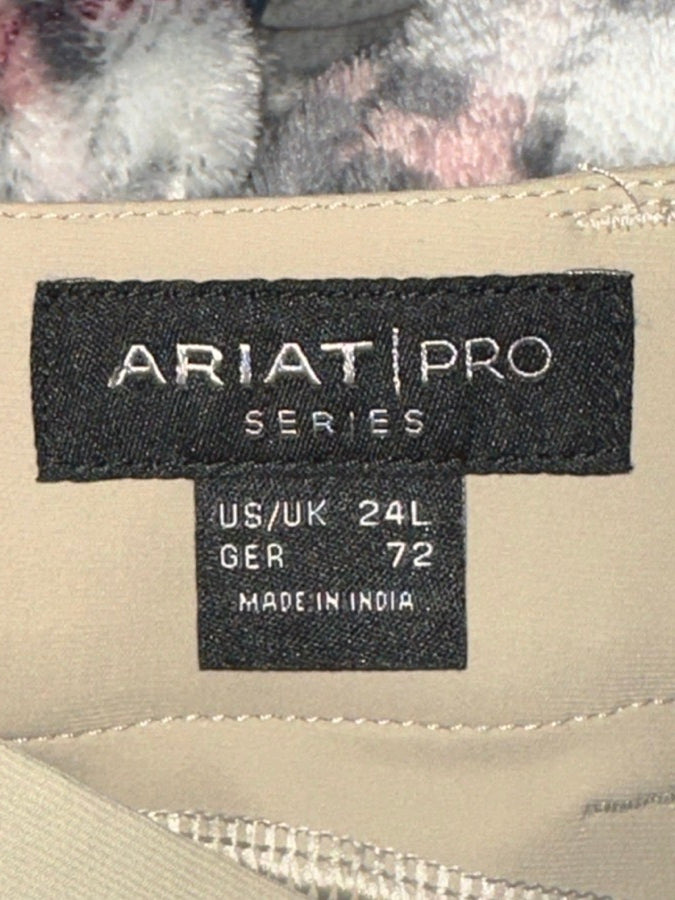 ARIAT|PRO
SERIES
US/UK 24L
GER 72
MADE IN INDIA